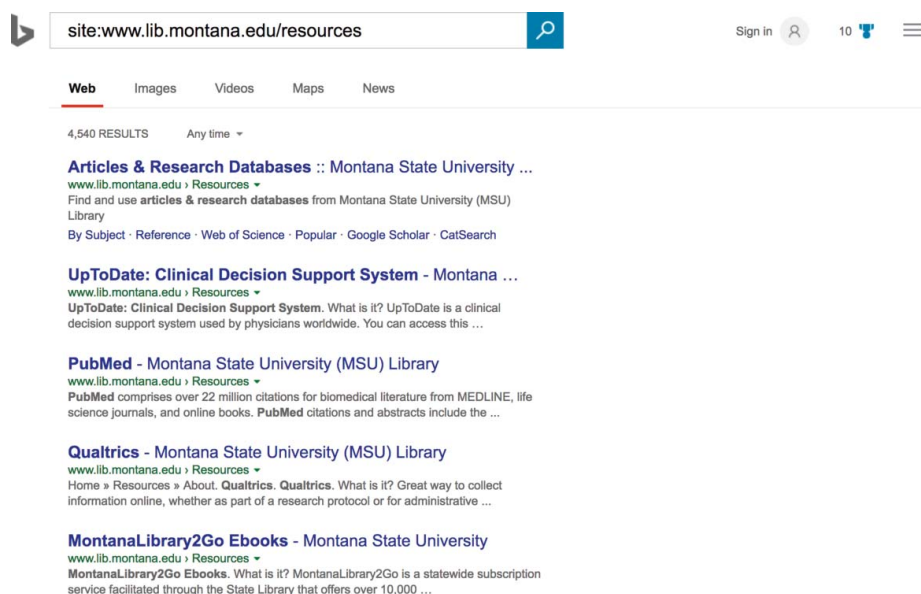 site:www.lib.montana.edu/resources
Sign in
10
Web Images Videos Maps News
4,540 RESULTS Any time
Articles & Research Databases :: Montana State University ...
www.lib.montana.edu › Resources
Find and use articles & research databases from Montana State University (MSU)
Library
By Subject · Reference · Web of Science · Popular · Google Scholar · CatSearch
UpToDate: Clinical Decision Support System - Montana ...
www.lib.montana.edu › Resources
UpToDate: Clinical Decision Support System. What is it? UpToDate is a clinical
decision support system used by physicians worldwide. You can access this ...
PubMed - Montana State University (MSU) Library
www.lib.montana.edu › Resources
PubMed comprises over 22 million citations for biomedical literature from MEDLINE, life
science journals, and online books. PubMed citations and abstracts include the ...
Qualtrics - Montana State University (MSU) Library
www.lib.montana.edu › Resources
Home » Resources » About. Qualtrics. Qualtrics. What is it? Great way to collect
information online, whether as part of a research protocol or for administrative ...
MontanaLibrary2Go Ebooks - Montana State University
www.lib.montana.edu › Resources
MontanaLibrary2Go Ebooks. What is it? MontanaLibrary2Go is a statewide subscription
service facilitated through the State Library that offers over 10,000 ...